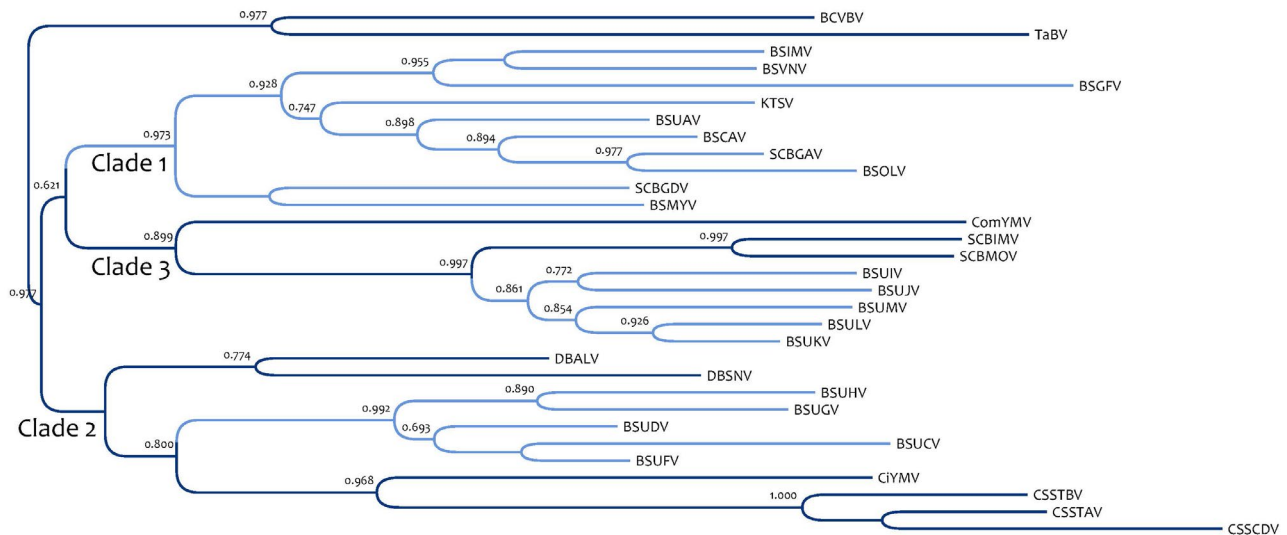 0.977
BCVBV
TaBV
BSIMV
0.955
BSVNV
0.928
BSGFV
0.747
KTSV
BSUAV
0.898
0.973
0.894
BSCAV
0.977
SCBGAV
Clade 1
BSOLV
0.621
SCBGDV
BSMYV
ComYMV
0.899
0.997
SCBIMV
Clade 3
0.997
SCBMOV
0.772
BSUIV
0.977
0.861
BSUJV
0.854
BSUMV
0.926
BSULV
BSUKV
0.774
DBALV
DBSNV
0.890
BSUHV
0.992
BSUGV
Clade 2
0.693
BSUDV
0.800
BSUCV
BSUFV
0.968
CiYMV
1.000
CSSTBV
CSSTAV
CSSCDV